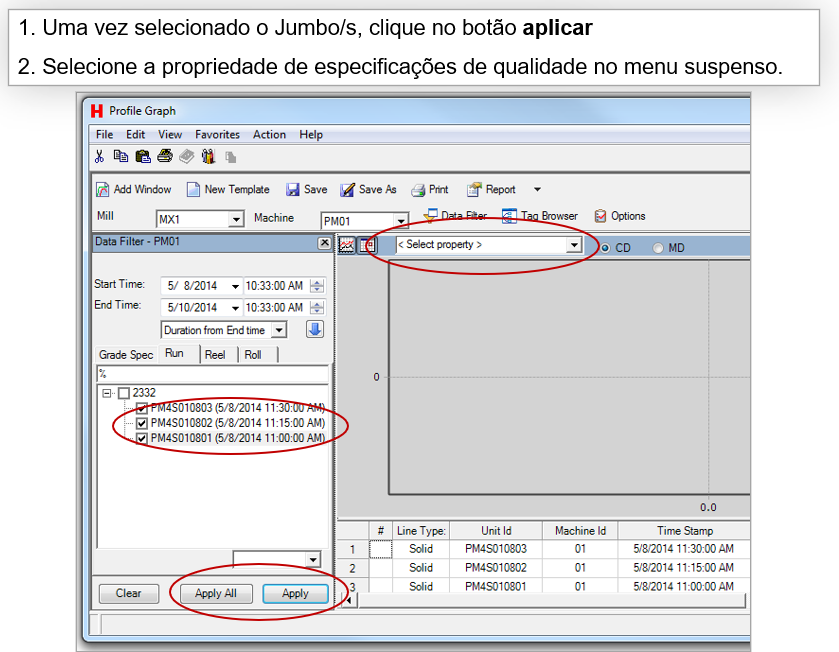 1. Uma vez selecionado o Jumbo/s, clique no botão aplicar
2. Selecione a propriedade de especificações de qualidade no menu suspenso.
H Profile Graph
File Edit View Favorites Action Help
Add Window New Template Save Save As Print Report
Mill MX1 Machine PM01 Data Filter Tag Browser Options
Data Filter - PM01
< Select property > CD MD
Start Time: 5/ 8/2014 10:33:00 AM
End Time: 5/10/2014 10:33:00 AM
Duration from End time
Grade Spec Run Reel Roll
%
2332
PM4S010803 (5/8/2014 11:30:00 AM)
PM4S010802 (5/8/2014 11:15:00 AM)
PM4S010801 (5/8/2014 11:00:00 AM)
0
0.0
# Line Type: Unit Id Machine Id Time Stamp
1 Solid PM4S010803 01 5/8/2014 11:30:00 AM
2 Solid PM4S010802 01 5/8/2014 11:15:00 AM
3 Solid PM4S010801 01 5/8/2014 11:00:00 AM
Clear Apply All Apply